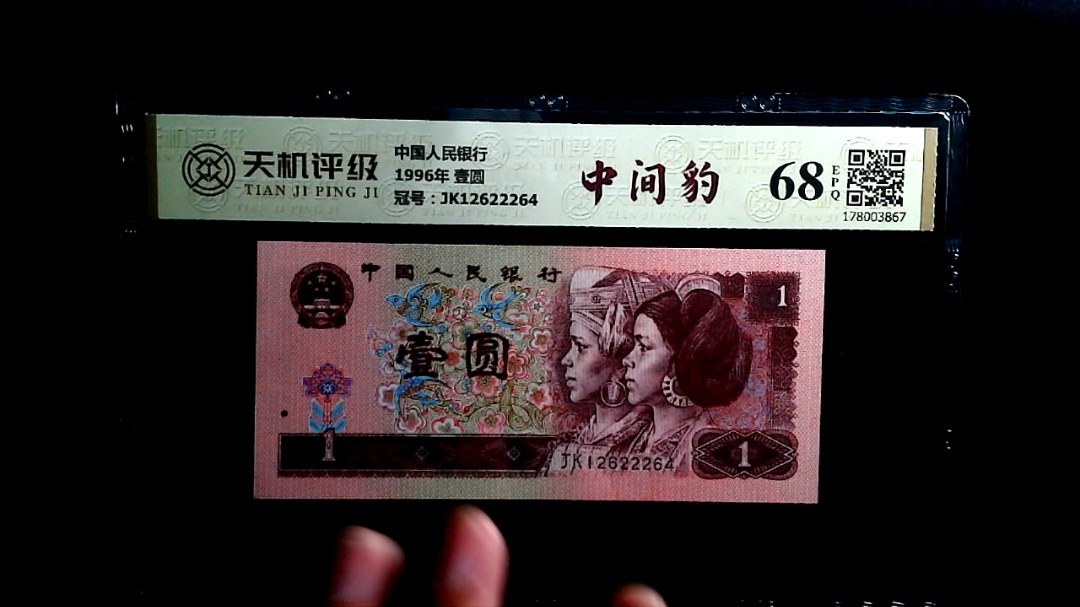 天机评级
TIAN JI PING JI
中国人民银行
1996年 壹圆
冠号：JK12622264
中间豹
68
EPQ
178003867
中國人民银行
1
壹圆
1
JK12622264
1